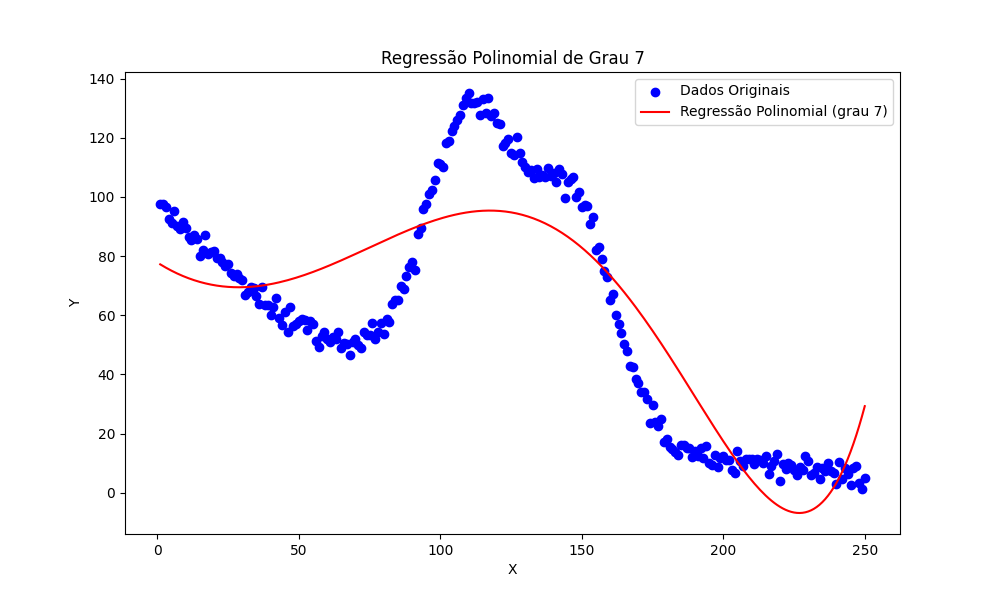 Regressão Polinomial de Grau 7
Dados Originais
Regressão Polinomial (grau 7)
140
120
100
80
60
40
20
0
Y
0 50 100 150 200 250
X